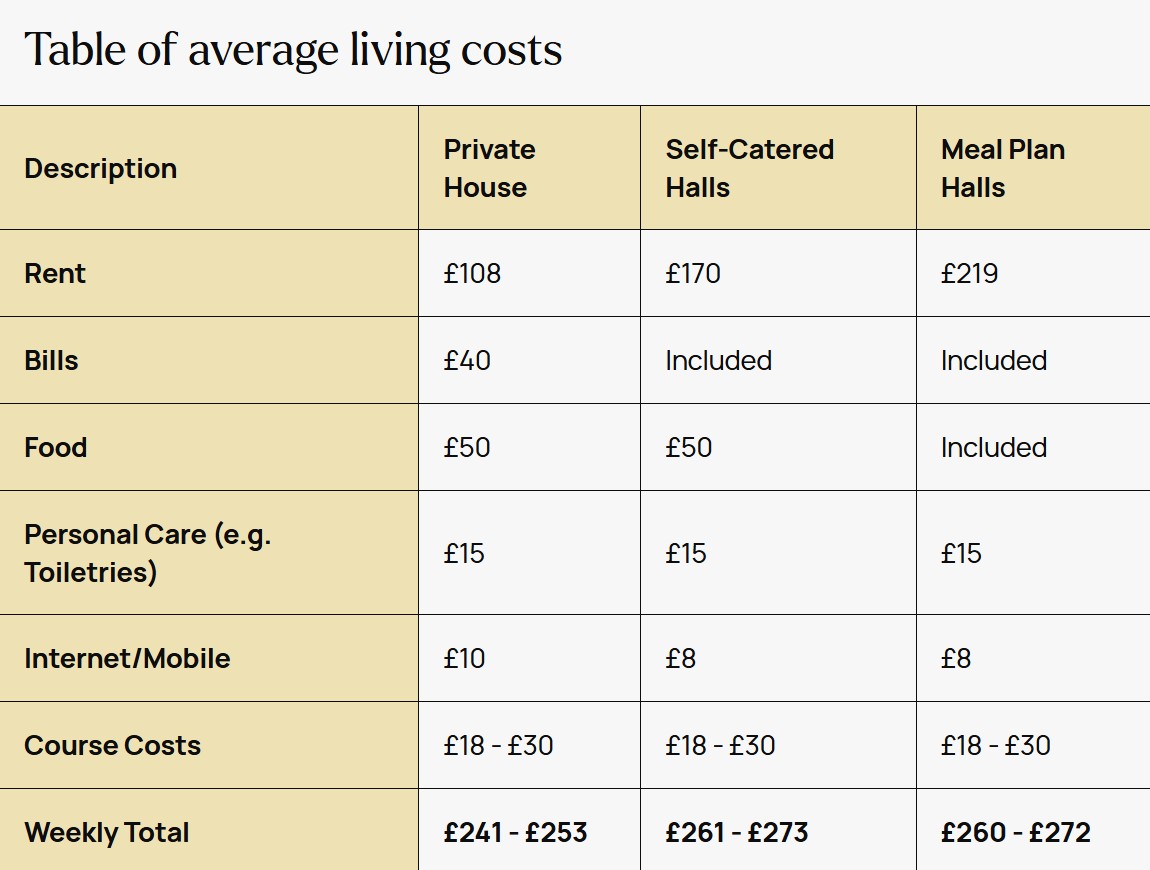 Table of average living costs
Description
Private
House
Self-Catered
Halls
Meal Plan
Halls
Rent £108 £170 £219
Bills £40 Included Included
Food £50 £50 Included
Personal Care (e.g.
Toiletries)
£15 £15 £15
Internet/Mobile £10 £8 £8
Course Costs £18 - £30 £18 - £30 £18 - £30
Weekly Total £241 - £253 £261 - £273 £260 - £272